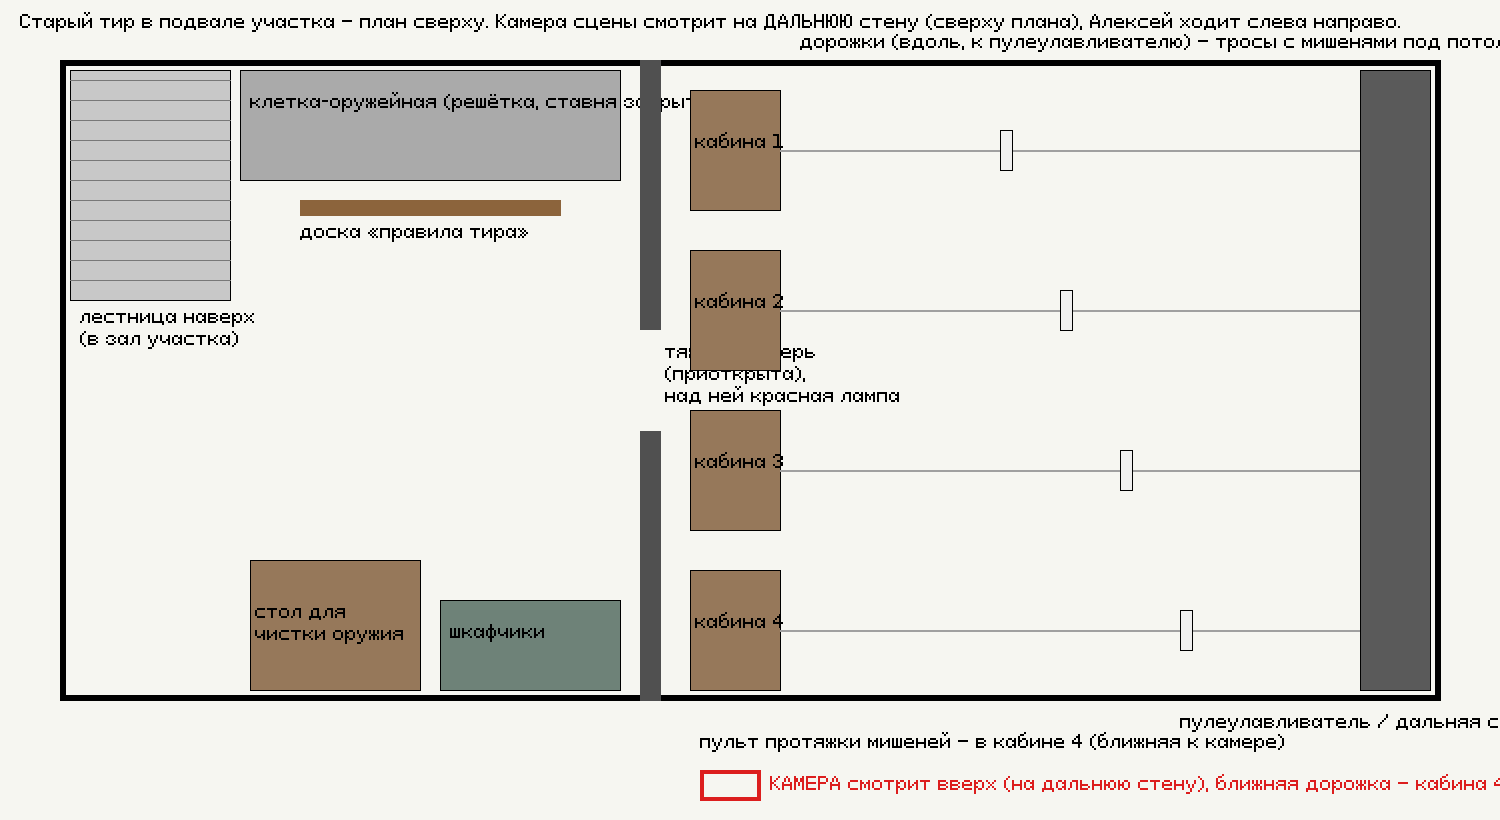 Старый тир в подвале участка – план сверху. Камера сцены смотрит на ДАЛЬНЮЮ стену (сверху плана), Алексей ходит слева направо.
дорожки (вдоль, к пулеулавливателю) – тросы с мишенями под
клетка-оружейная (решётка, ставня
кабина 1
доска «правила тира»
кабина 2
лестница наверх
(в зал участка)
(приоткрыта),
над ней красная лампа
кабина 3
стол для
чистки оружия
шкафчики
кабина 4
пулеулавливатель / дальняя
пульт протяжки мишеней – в кабине 4 (ближняя к камере)
КАМЕРА смотрит вверх (на дальнюю стену), ближняя дорожка – кабина 4